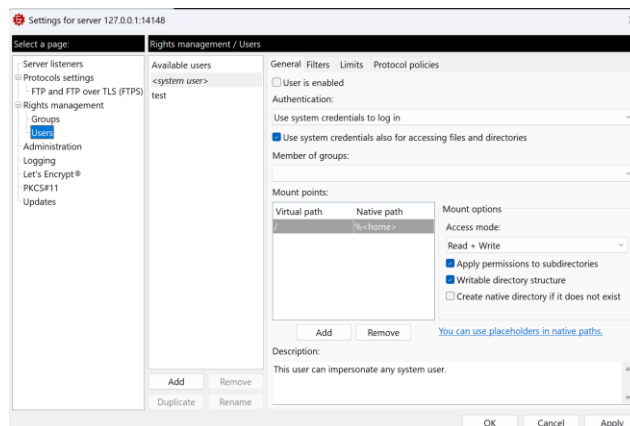 Settings for server 127.0.0.1:14148
Select a page:
Server listeners
Protocols settings
FTP and FTP over TLS (FTPS)
Rights management
Groups
Users
Administration
Logging
Let's Encrypt®
PKCS#11
Updates
Rights management / Users
Available users
<system user>
test
Add
Remove
Duplicate
Rename
General Filters Limits Protocol policies
User is enabled
Authentication:
Use system credentials to log in
Use system credentials also for accessing files and directories
Member of groups:
Mount points:
Virtual path Native path
/ %<home>
Add
Remove
Mount options
Access mode:
Read + Write
Apply permissions to subdirectories
Writable directory structure
Create native directory if it does not exist
You can use placeholders in native paths.
Description:
This user can impersonate any system user.
OK
Cancel
Apply